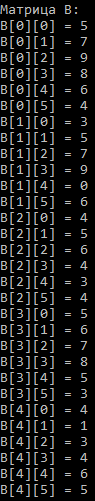 Матрица B:
B[0][0] = 5
B[0][1] = 7
B[0][2] = 9
B[0][3] = 8
B[0][4] = 6
B[0][5] = 4
B[1][0] = 3
B[1][1] = 5
B[1][2] = 7
B[1][3] = 9
B[1][4] = 0
B[1][5] = 6
B[2][0] = 4
B[2][1] = 5
B[2][2] = 6
B[2][3] = 4
B[2][4] = 3
B[2][5] = 4
B[3][0] = 5
B[3][1] = 6
B[3][2] = 7
B[3][3] = 8
B[3][4] = 5
B[3][5] = 3
B[4][0] = 4
B[4][1] = 1
B[4][2] = 3
B[4][3] = 4
B[4][4] = 6
B[4][5] = 5